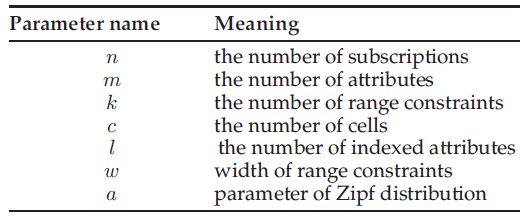 Parameter name Meaning
n the number of subscriptions
m the number of attributes
k the number of range constraints
c the number of cells
l the number of indexed attributes
w width of range constraints
a parameter of Zipf distribution